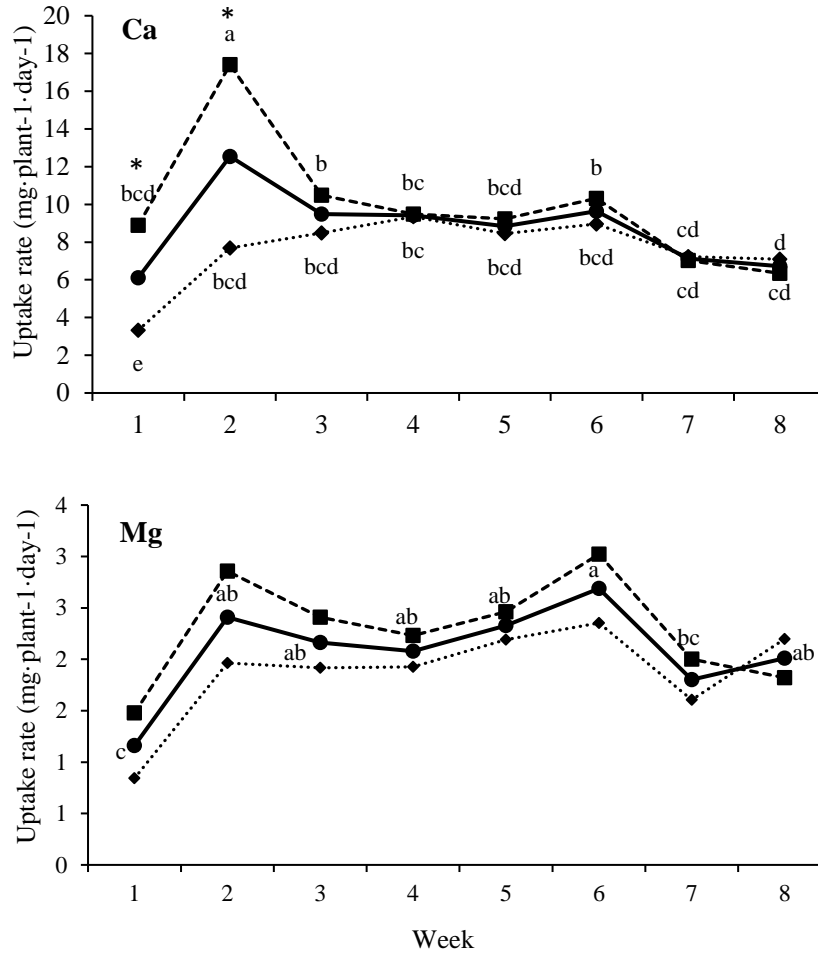 Ca
Uptake rate (mg·plant-1·day-1)
20
18
16
14
12
10
8
6
4
2
0
*
*
a
bcd
b
bc
bcd
b
cd
d
e
bcd
bcd
bc
bcd
bcd
cd
cd
1 2 3 4 5 6 7 8
Mg
Uptake rate (mg·plant-1·day-1)
4
3
3
2
2
1
1
0
c
ab
ab
ab
ab
a
bc
ab
1 2 3 4 5 6 7 8
Week